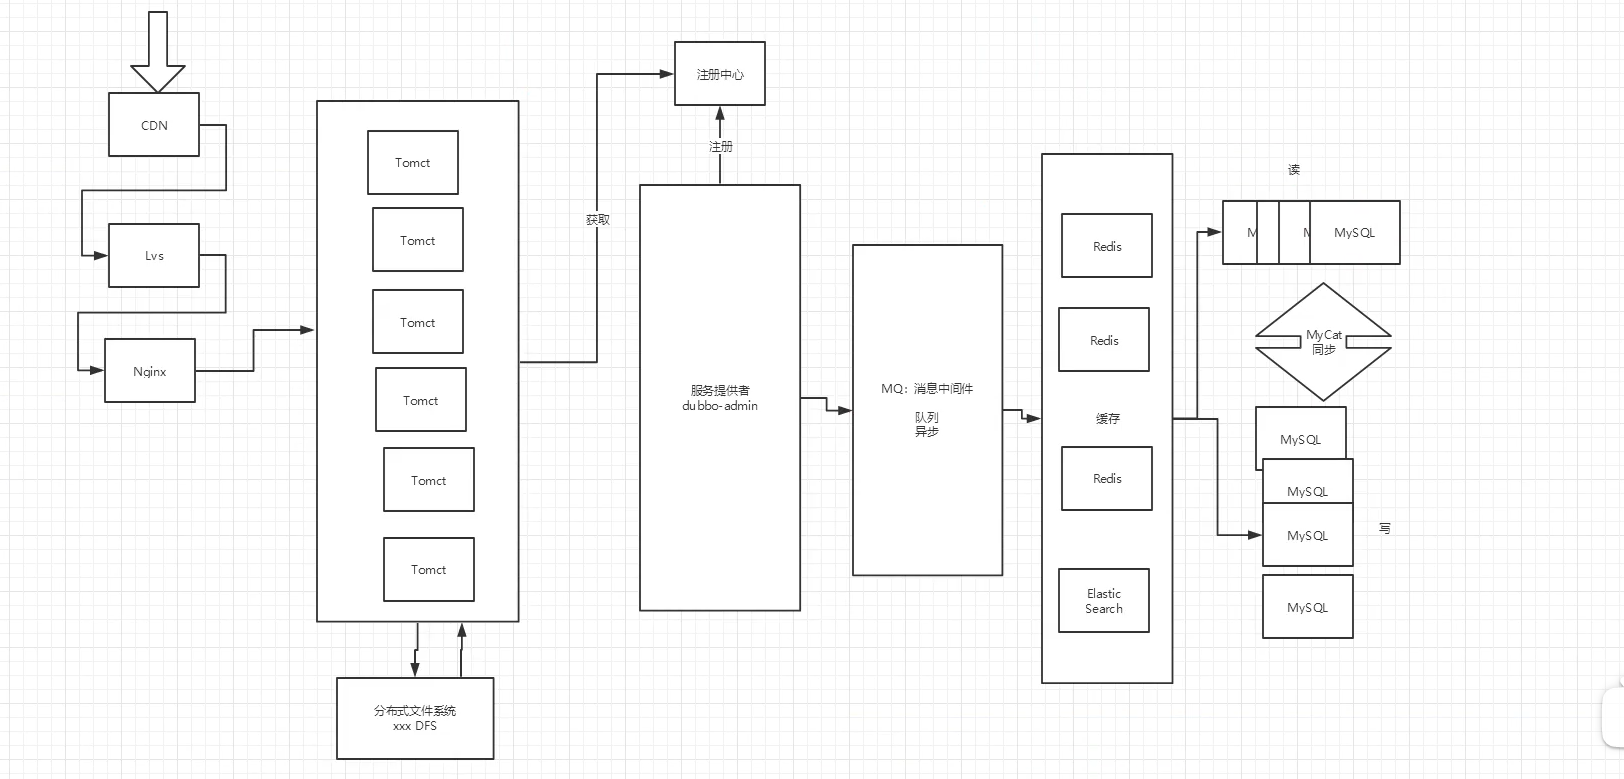 CDN
Lvs
Nginx
Tomct
Tomct
Tomct
Tomct
Tomct
Tomct
分布式文件系统
xxx DFS
获取
注册中心
注册
服务提供者
dubbo-admin
MQ：消息中间件
队列
异步
Redis
Redis
缓存
Redis
Elastic
Search
读
M
MySQL
MyCat
同步
MySQL
MySQL
MySQL
写
MySQL